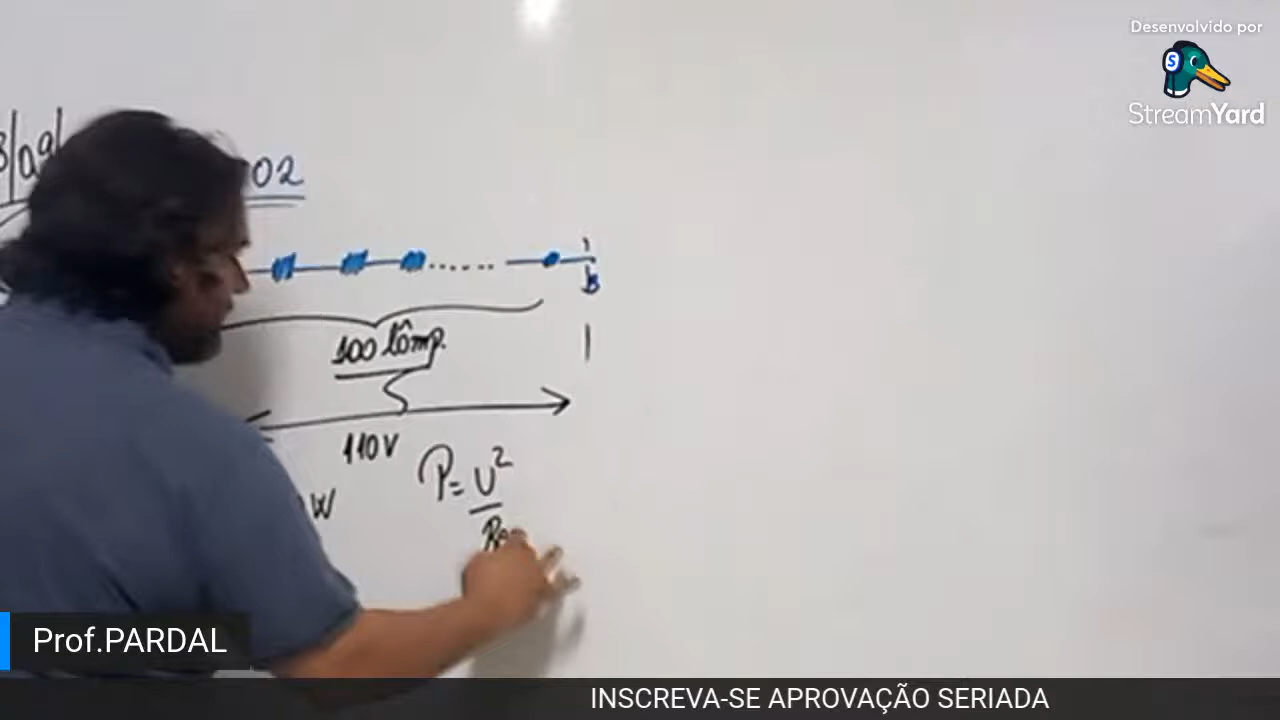 Desenvolvido por
StreamYard
02
b
100 lâmp.
110V
P = U²
W
Prof.PARDAL
INSCREVA-SE APROVAÇÃO SERIADA